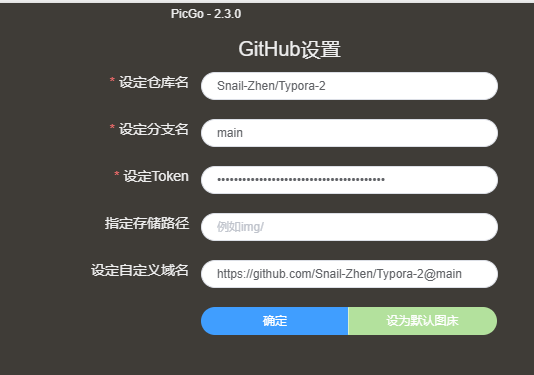 PicGo - 2.3.0
GitHub设置
* 设定仓库名 Snail-Zhen/Typora-2
* 设定分支名 main
* 设定Token ••••••••••••••••••••••••••••••••••••••••
指定存储路径 例如img/
设定自定义域名 https://github.com/Snail-Zhen/Typora-2@main
确定 设为默认图床